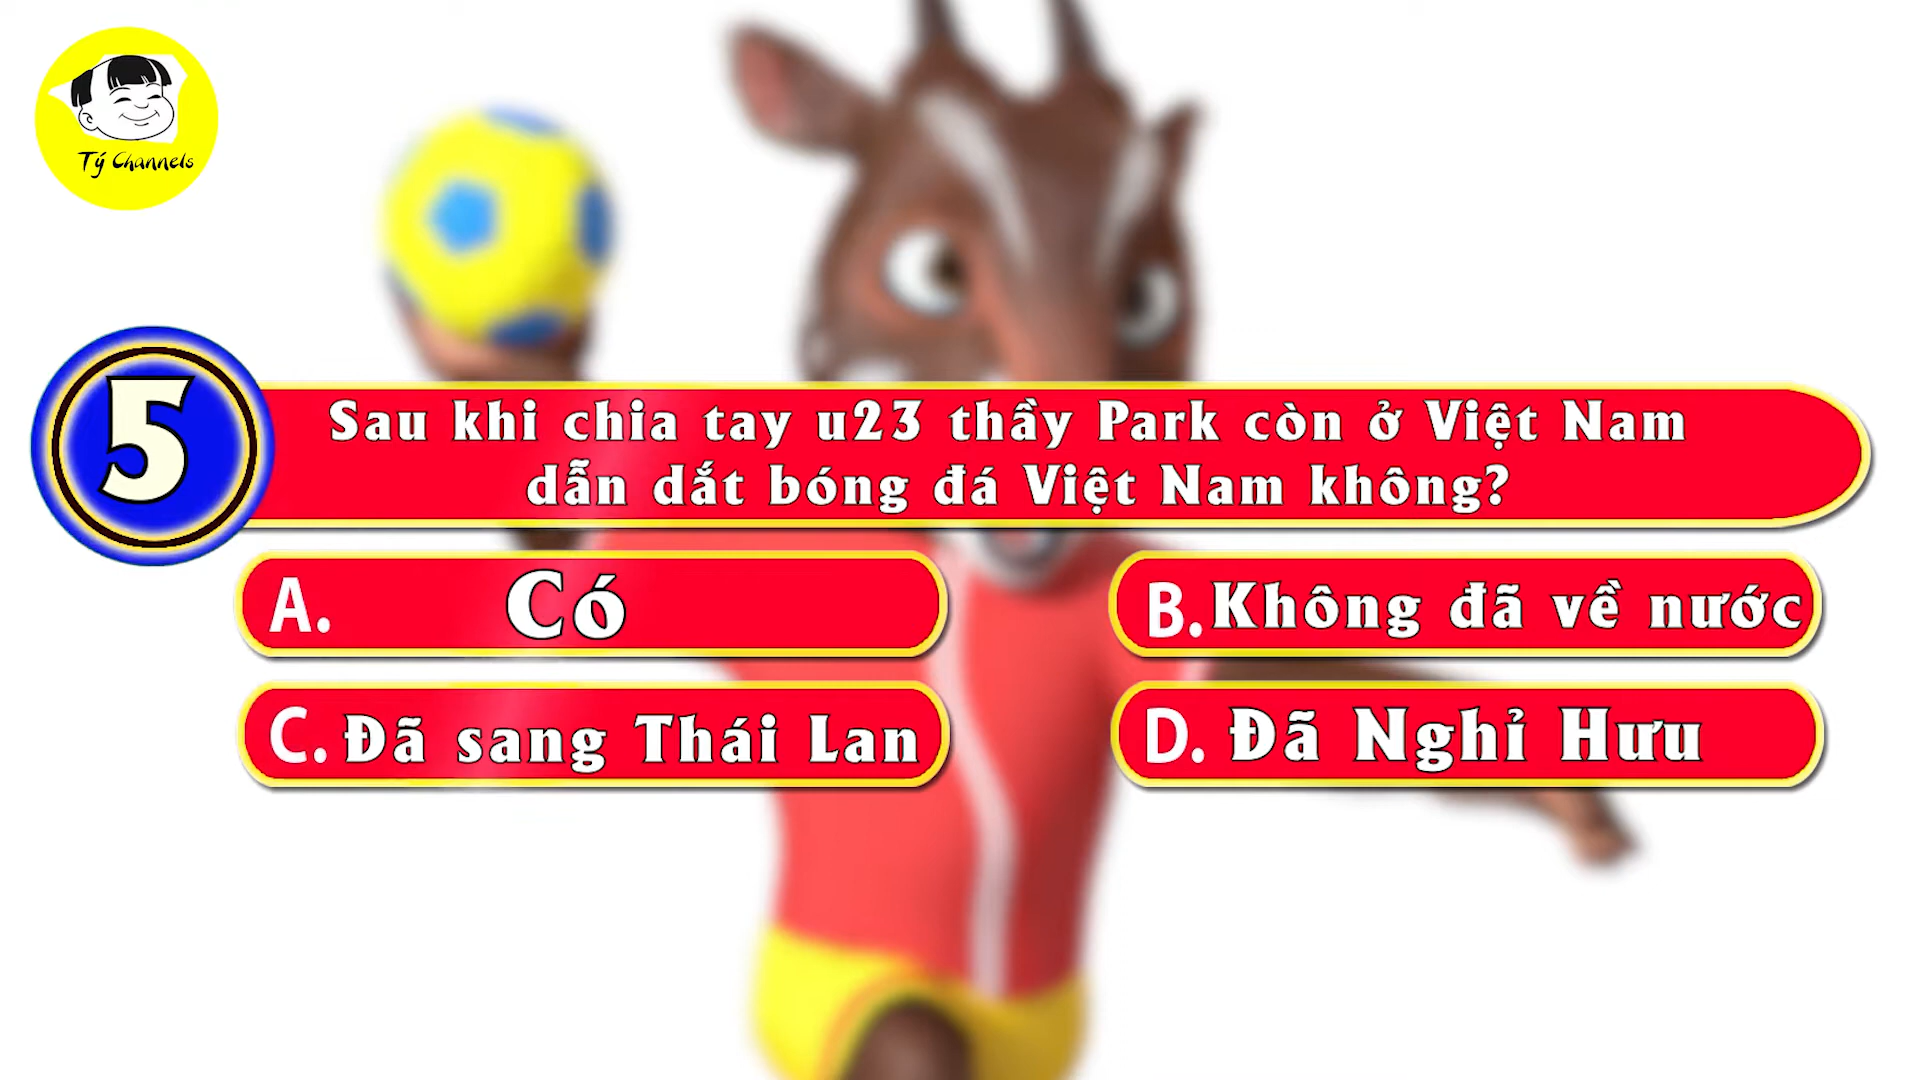 Tý Channels
5
Sau khi chia tay u23 thầy Park còn ở Việt Nam
dẫn dắt bóng đá Việt Nam không?
A. Có
B. Không đã về nước
C. Đã sang Thái Lan
D. Đã Nghỉ Hưu